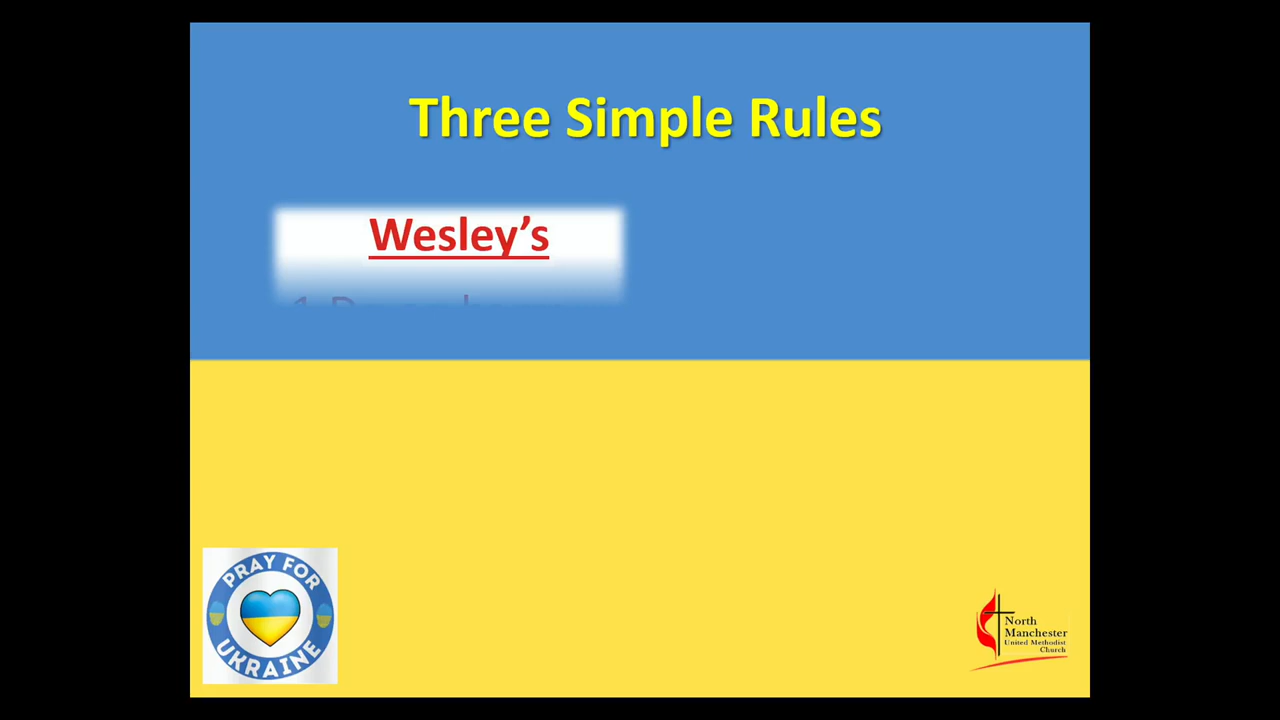 Three Simple Rules
Wesley’s
PRAY FOR
UKRAINE
North
Manchester
United Methodist
Church